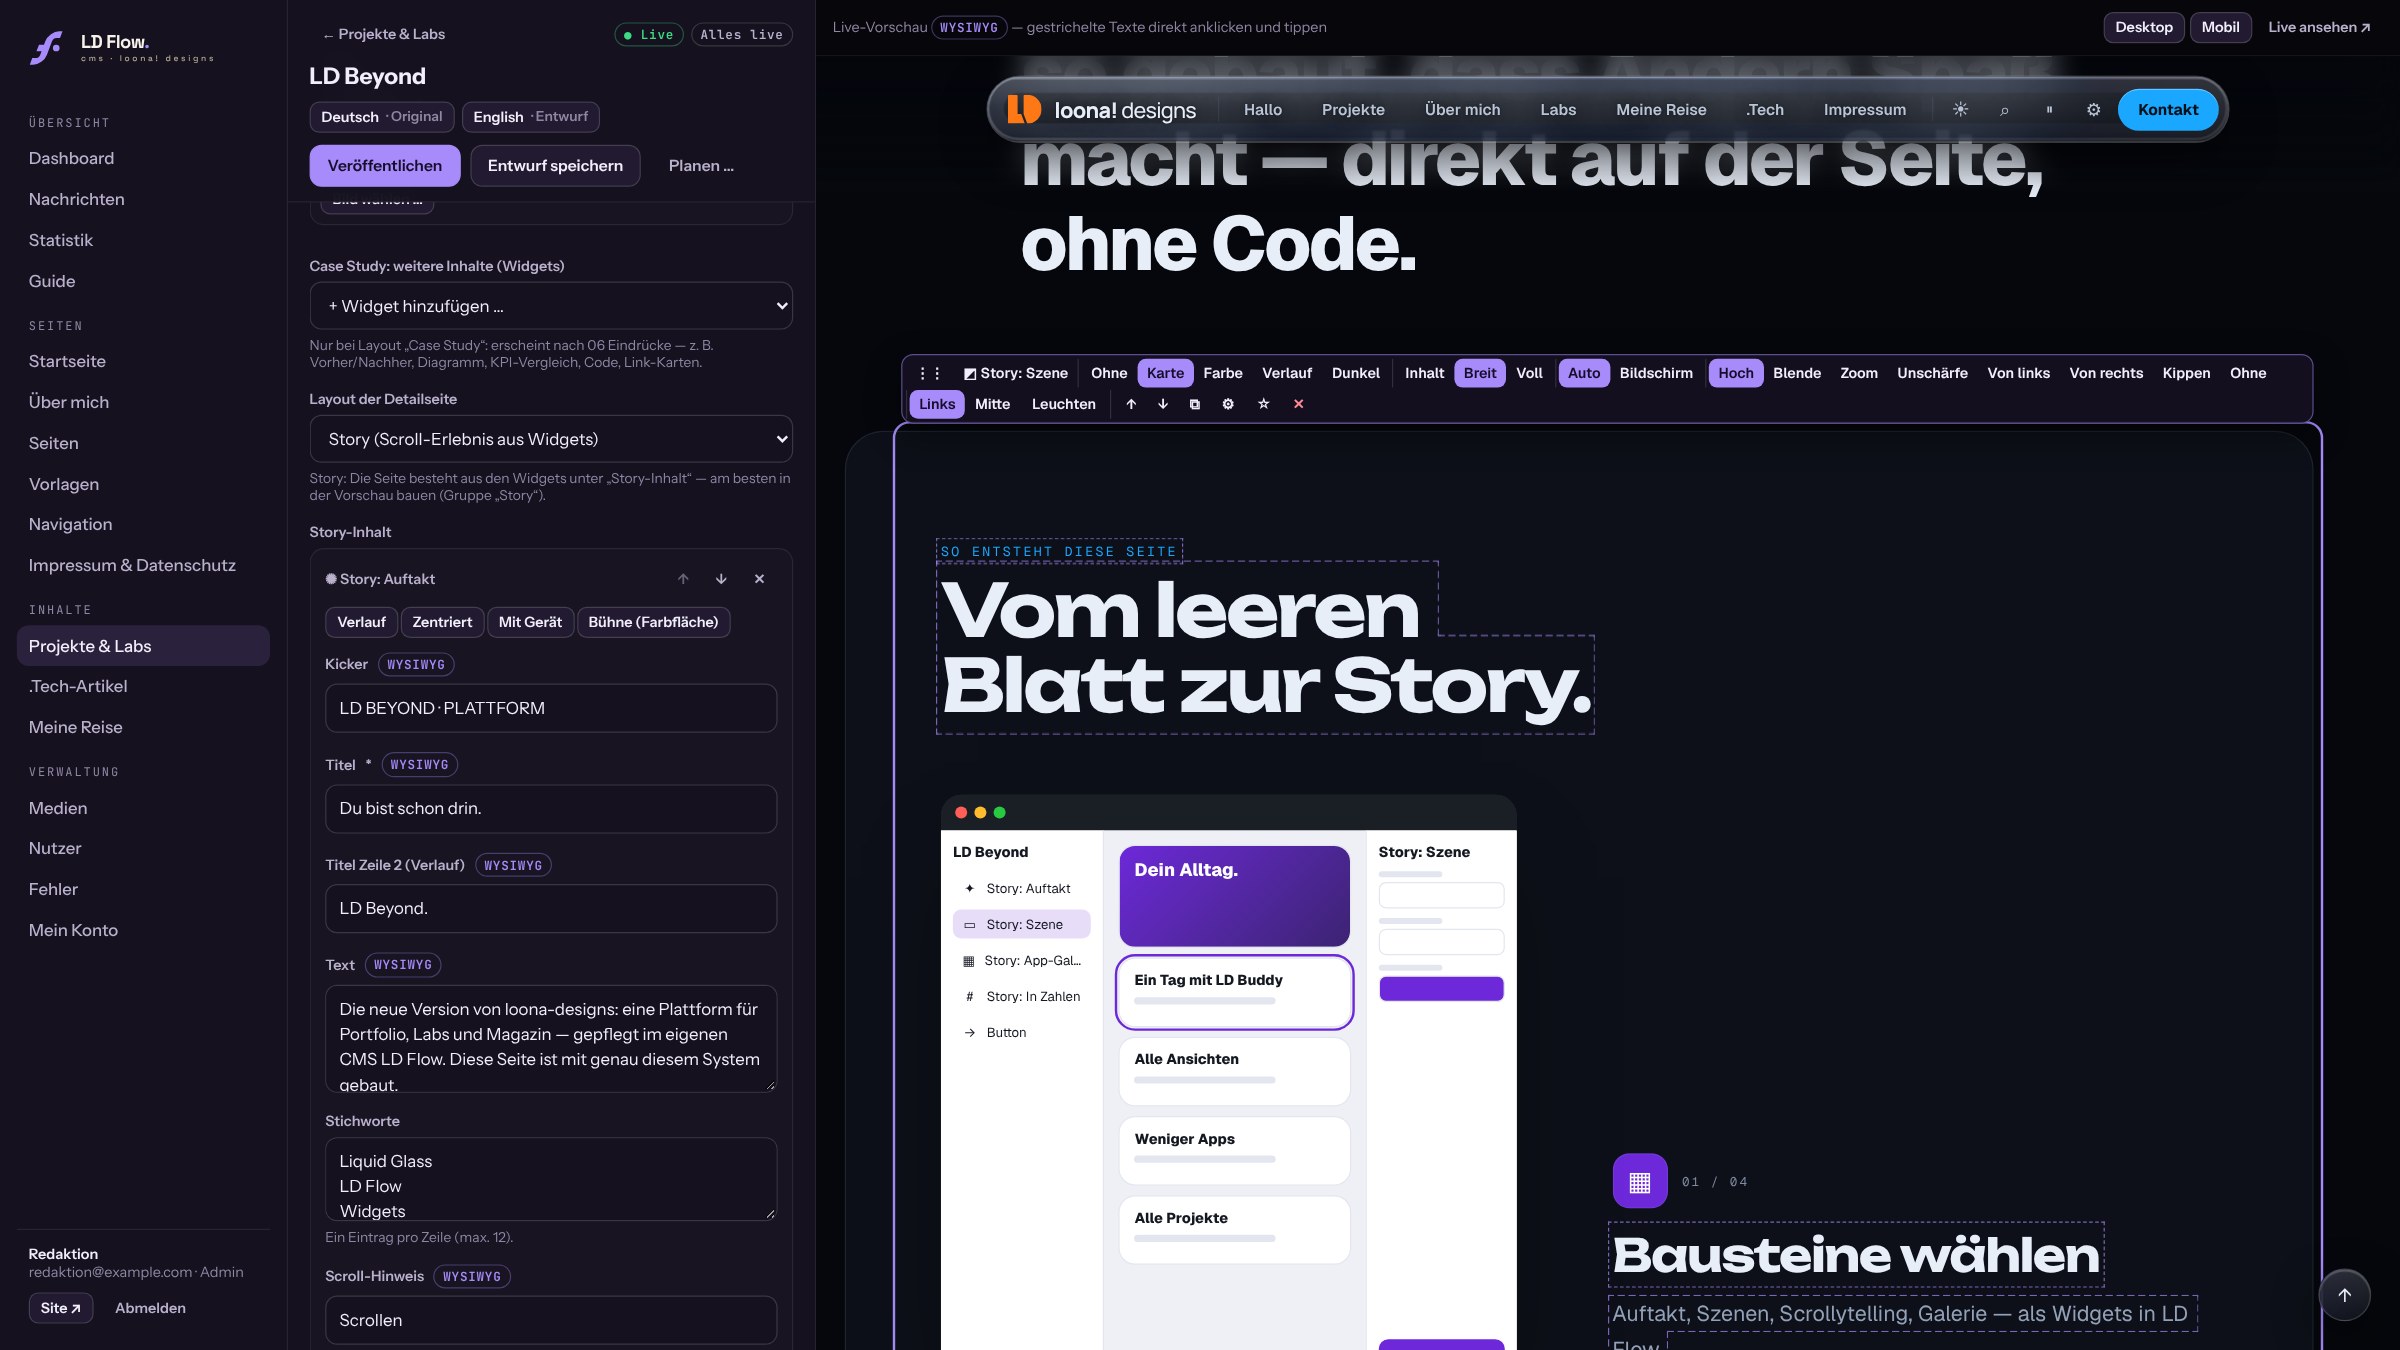 LD Flow.
cms · loona! designs
ÜBERSICHT
Dashboard
Nachrichten
Statistik
Guide
SEITEN
Startseite
Über mich
Seiten
Vorlagen
Navigation
Impressum & Datenschutz
INHALTE
Projekte & Labs
.Tech-Artikel
Meine Reise
VERWALTUNG
Medien
Nutzer
Fehler
Mein Konto
Redaktion
redaktion@example.com · Admin
Site ↗ Abmelden
← Projekte & Labs
● Live Alles live
LD Beyond
Deutsch · Original English · Entwurf
Veröffentlichen Entwurf speichern Planen …
Case Study: weitere Inhalte (Widgets)
+ Widget hinzufügen …
Nur bei Layout „Case Study“: erscheint nach 06 Eindrücke — z. B.
Vorher/Nachher, Diagramm, KPI-Vergleich, Code, Link-Karten.
Layout der Detailseite
Story (Scroll-Erlebnis aus Widgets)
Story: Die Seite besteht aus den Widgets unter „Story-Inhalt“ — am besten in
der Vorschau bauen (Gruppe „Story“).
Story-Inhalt
Story: Auftakt ↑ ↓ ✕
Verlauf Zentriert Mit Gerät Bühne (Farbfläche)
Kicker WYSIWYG
LD BEYOND · PLATTFORM
Titel * WYSIWYG
Du bist schon drin.
Titel Zeile 2 (Verlauf) WYSIWYG
LD Beyond.
Text WYSIWYG
Die neue Version von loona-designs: eine Plattform für
Portfolio, Labs und Magazin — gepflegt im eigenen
CMS LD Flow. Diese Seite ist mit genau diesem System
gebaut.
Stichworte
Liquid Glass
LD Flow
Widgets
Ein Eintrag pro Zeile (max. 12).
Scroll-Hinweis WYSIWYG
Scrollen
Live-Vorschau WYSIWYG — gestrichelte Texte direkt anklicken und tippen
Desktop Mobil Live ansehen ↗
loona! designs Hallo Projekte Über mich Labs Meine Reise .Tech Impressum Kontakt
macht — direkt auf der Seite,
ohne Code.
Story: Szene Ohne Karte Farbe Verlauf Dunkel Inhalt Breit Voll Auto Bildschirm Hoch Blende Zoom Unschärfe Von links Von rechts Kippen Ohne
Links Mitte Leuchten ↑ ↓ ⧉ ⚙ ☆ ✕
SO ENTSTEHT DIESE SEITE
Vom leeren
Blatt zur Story.
LD Beyond
Story: Auftakt
Story: Szene
Story: App-Gal…
# Story: In Zahlen
→ Button
Dein Alltag.
Ein Tag mit LD Buddy
Alle Ansichten
Weniger Apps
Alle Projekte
Story: Szene
01 / 04
Bausteine wählen
Auftakt, Szenen, Scrollytelling, Galerie — als Widgets in LD
Flow.
↑